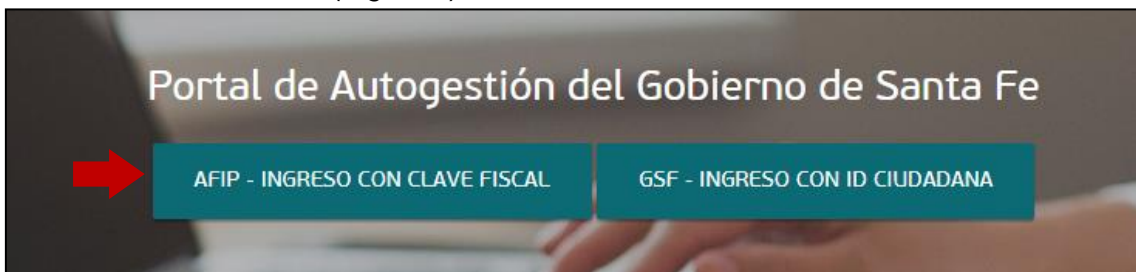 Portal de Autogestión del Gobierno de Santa Fe
AFIP - INGRESO CON CLAVE FISCAL
GSF - INGRESO CON ID CIUDADANA